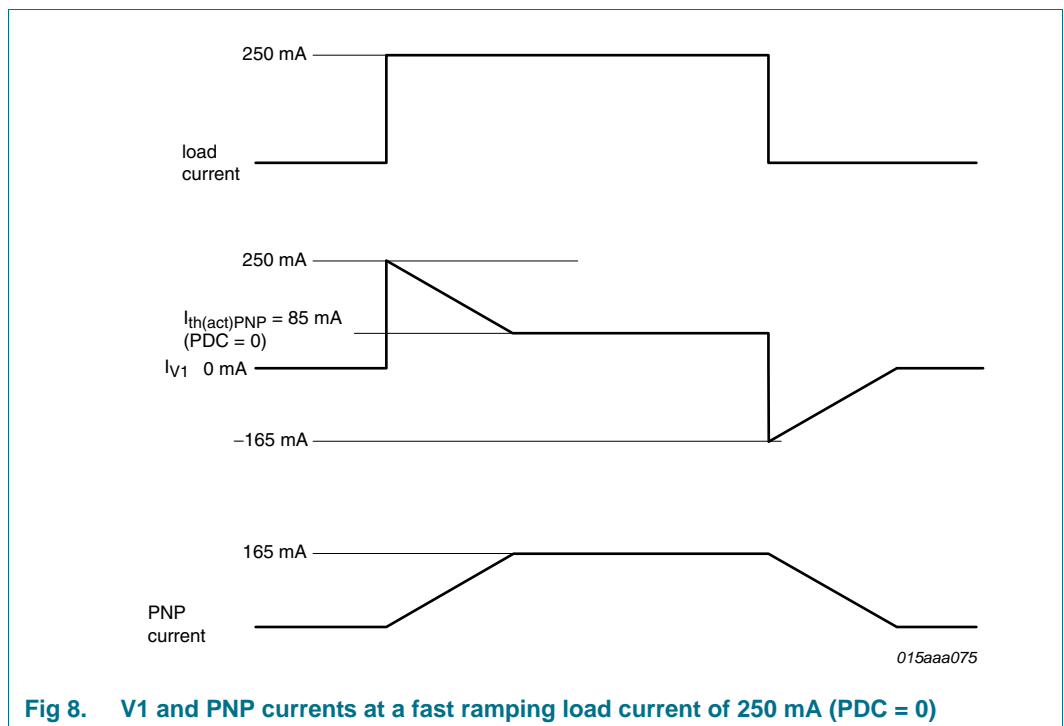 250 mA
load
current
250 mA
Ith(act)PNP = 85 mA
(PDC = 0)
IV1 0 mA
−165 mA
165 mA
PNP
current
015aaa075
Fig 8. V1 and PNP currents at a fast ramping load current of 250 mA (PDC = 0)